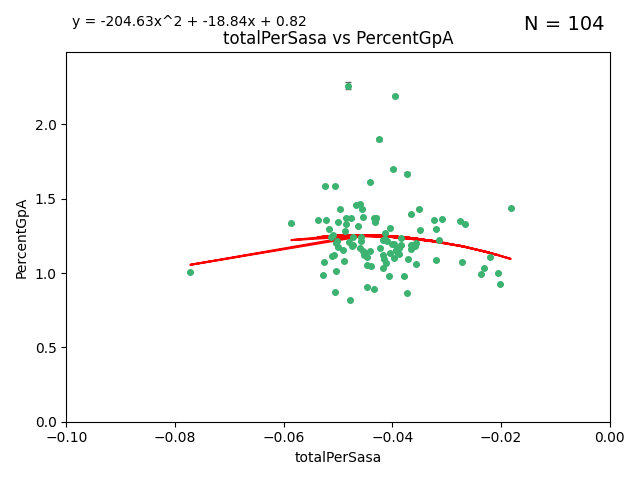 y = -204.63x^2 + -18.84x + 0.82
N = 104
totalPerSasa vs PercentGpA
PercentGpA
2.0
1.5
1.0
0.5
0.0
−0.10 −0.08 −0.06 −0.04 −0.02 0.00
totalPerSasa